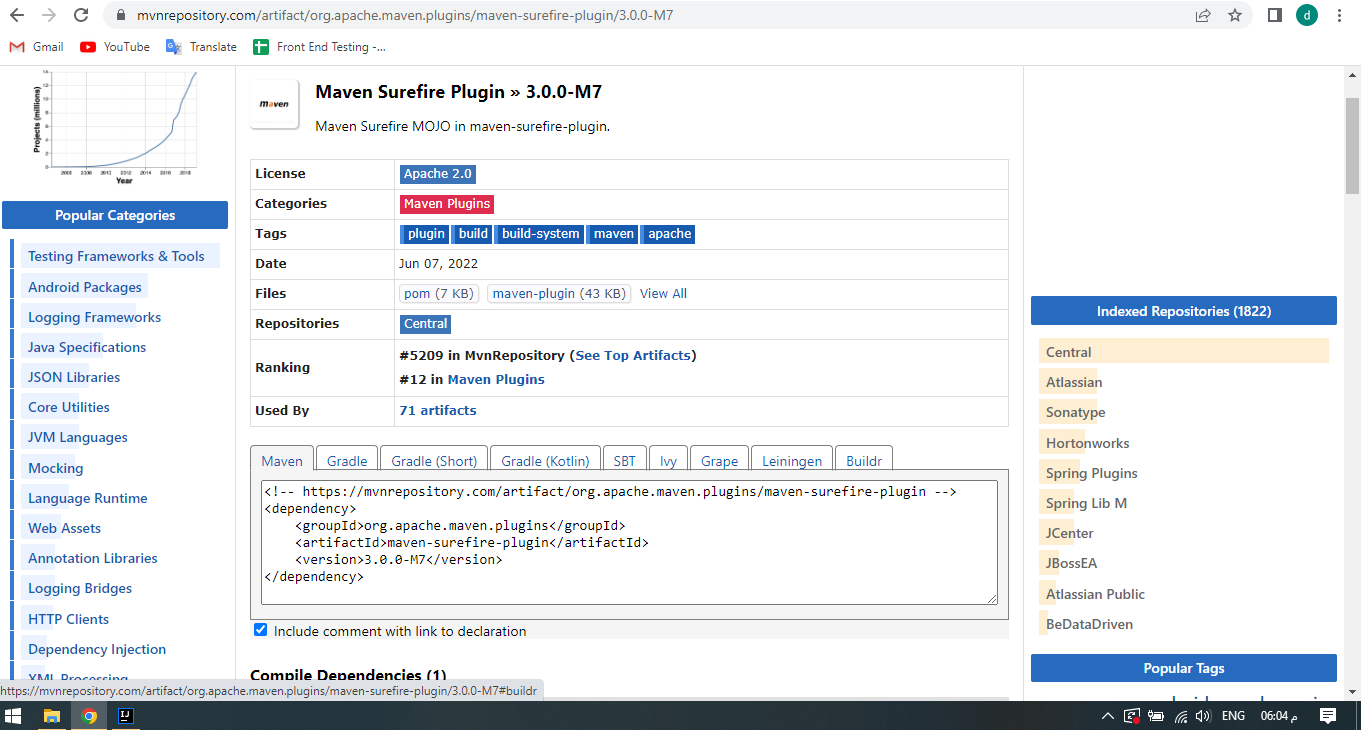 mvnrepository.com/artifact/org.apache.maven.plugins/maven-surefire-plugin/3.0.0-M7
d
Gmail
YouTube
Translate
Front End Testing -...
Projects (millions)
Year
Popular Categories
Testing Frameworks & Tools
Android Packages
Logging Frameworks
Java Specifications
JSON Libraries
Core Utilities
JVM Languages
Mocking
Language Runtime
Web Assets
Annotation Libraries
Logging Bridges
HTTP Clients
Dependency Injection
XML Processing
maven
Maven Surefire Plugin » 3.0.0-M7
Maven Surefire MOJO in maven-surefire-plugin.
License Apache 2.0
Categories Maven Plugins
Tags plugin build build-system maven apache
Date Jun 07, 2022
Files pom (7 KB) maven-plugin (43 KB) View All
Repositories Central
Ranking #5209 in MvnRepository (See Top Artifacts)
#12 in Maven Plugins
Used By 71 artifacts
Maven Gradle Gradle (Short) Gradle (Kotlin) SBT Ivy Grape Leiningen Buildr
<!-- https://mvnrepository.com/artifact/org.apache.maven.plugins/maven-surefire-plugin -->
<dependency>
    <groupId>org.apache.maven.plugins</groupId>
    <artifactId>maven-surefire-plugin</artifactId>
    <version>3.0.0-M7</version>
</dependency>
Include comment with link to declaration
Compile Dependencies (1)
Indexed Repositories (1822)
Central
Atlassian
Sonatype
Hortonworks
Spring Plugins
Spring Lib M
JCenter
JBossEA
Atlassian Public
BeDataDriven
Popular Tags
https://mvnrepository.com/artifact/org.apache.maven.plugins/maven-surefire-plugin/3.0.0-M7#buildr
IJ
ENG
06:04 م